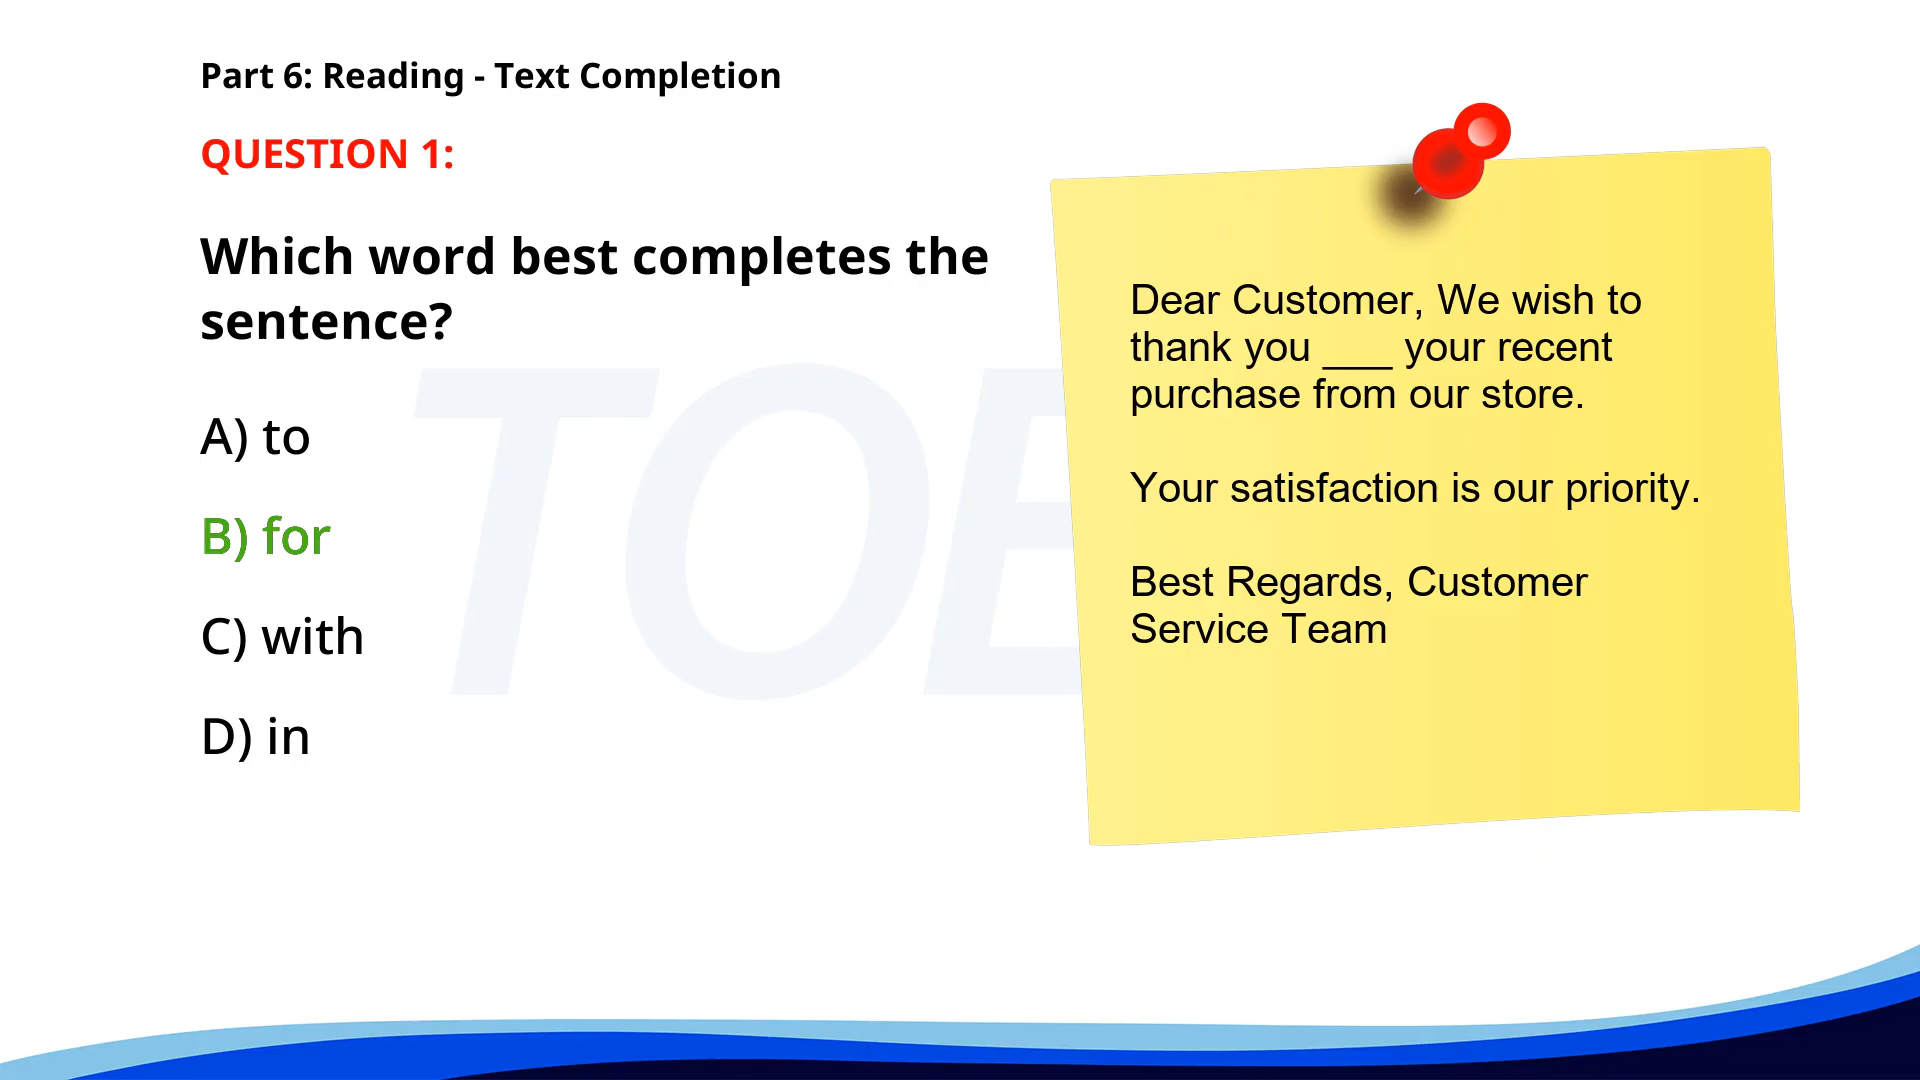 Part 6: Reading - Text Completion
QUESTION 1:
Which word best completes the
sentence?
A) to
B) for
C) with
D) in
Dear Customer, We wish to
thank you ___ your recent
purchase from our store.
Your satisfaction is our priority.
Best Regards, Customer
Service Team
TOE